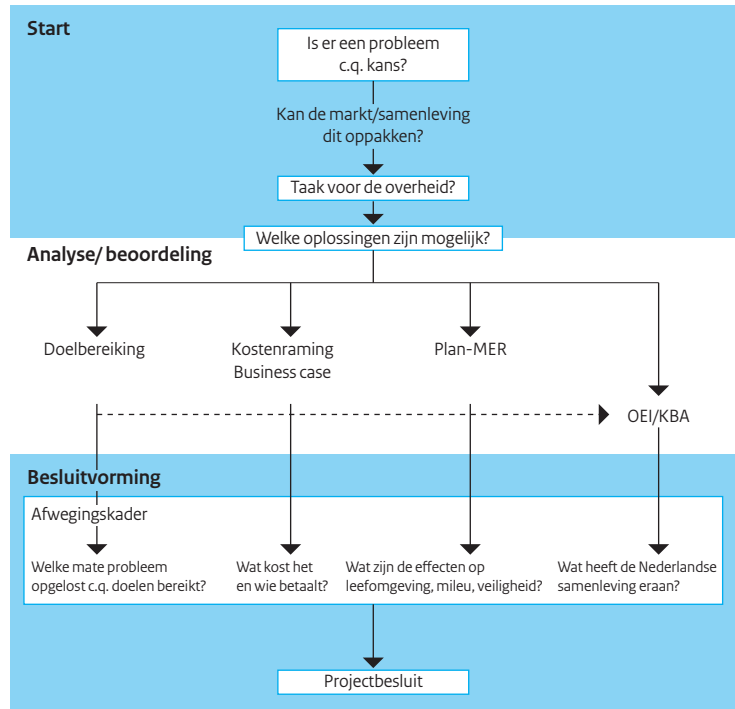 Start
Is er een probleem
c.q. kans?
Kan de markt/samenleving
dit oppakken?
Taak voor de overheid?
Welke oplossingen zijn mogelijk?
Analyse/ beoordeling
Doelbereiking
Kostenraming
Business case
Plan-MER
OEI/KBA
Besluitvorming
Afwegingskader
Welke mate probleem
opgelost c.q. doelen bereikt?
Wat kost het
en wie betaalt?
Wat zijn de effecten op
leefomgeving, mileu, veiligheid?
Wat heeft de Nederlandse
samenleving eraan?
Projectbesluit